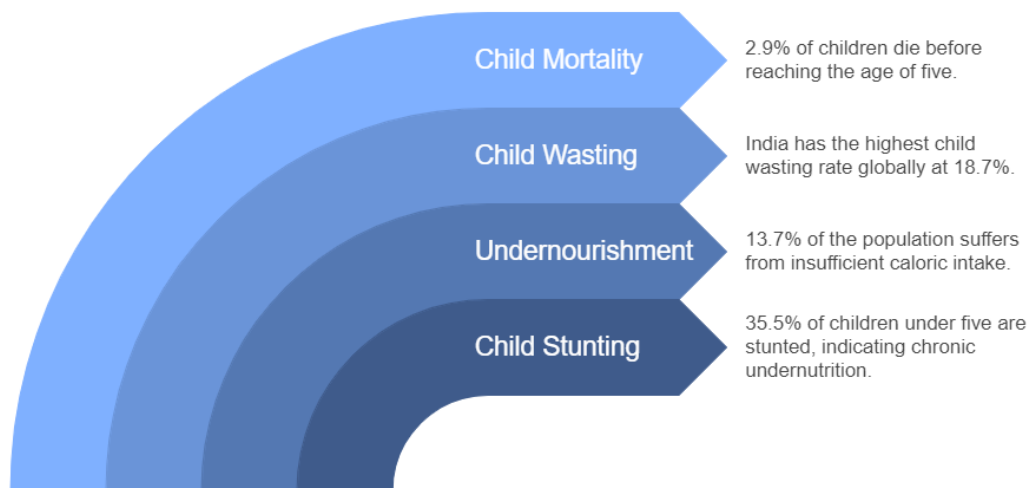 Child Mortality
2.9% of children die before
reaching the age of five.
Child Wasting
India has the highest child
wasting rate globally at 18.7%.
Undernourishment
13.7% of the population suffers
from insufficient caloric intake.
Child Stunting
35.5% of children under five are
stunted, indicating chronic
undernutrition.